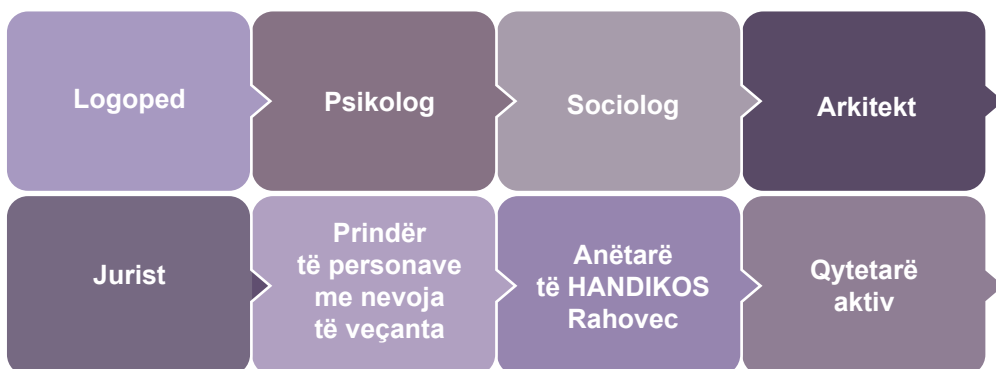 Logoped
Psikolog
Sociolog
Arkitekt
Jurist
Prindër
të personave
me nevoja
të veçanta
Anëtarë
të HANDIKOS
Rahovec
Qytetarë
aktiv